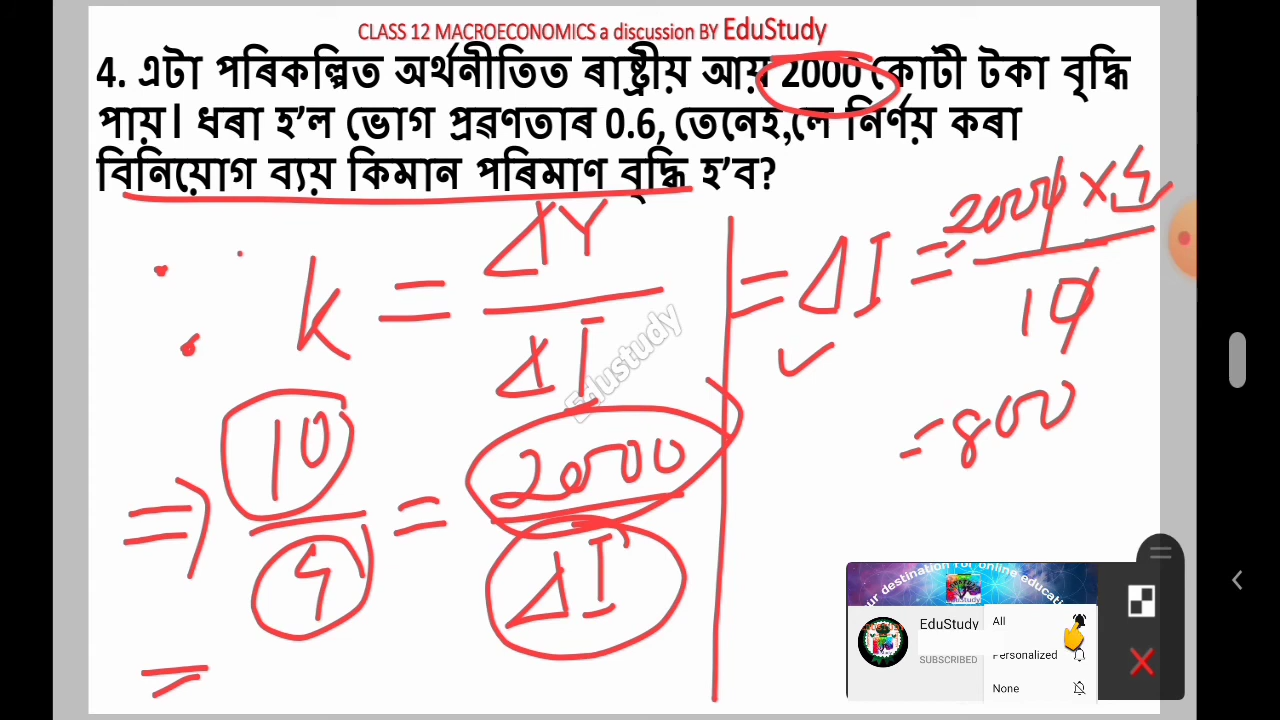 CLASS 12 MACROECONOMICS a discussion BY EduStudy
4. এটা পৰিকল্পিত অৰ্থনীতিত ৰাষ্ট্ৰীয় আয় 2000 কোটী টকা বৃদ্ধি
পায়। ধৰা হ'ল ভোগ প্ৰৱণতাৰ 0.6, তেনেহ,লে নিৰ্ণয় কৰা
বিনিয়োগ ব্যয় কিমান পৰিমাণ বৃদ্ধি হ'ব?
∴ k = ΔY / ΔI
⇒ 10 / 4 = 2000 / ΔI
=
= ΔI = 2000 X 4 / 10
= 800
Edustudy
our destination for online education
EduStudy
SUBSCRIBED
All
Personalized
None